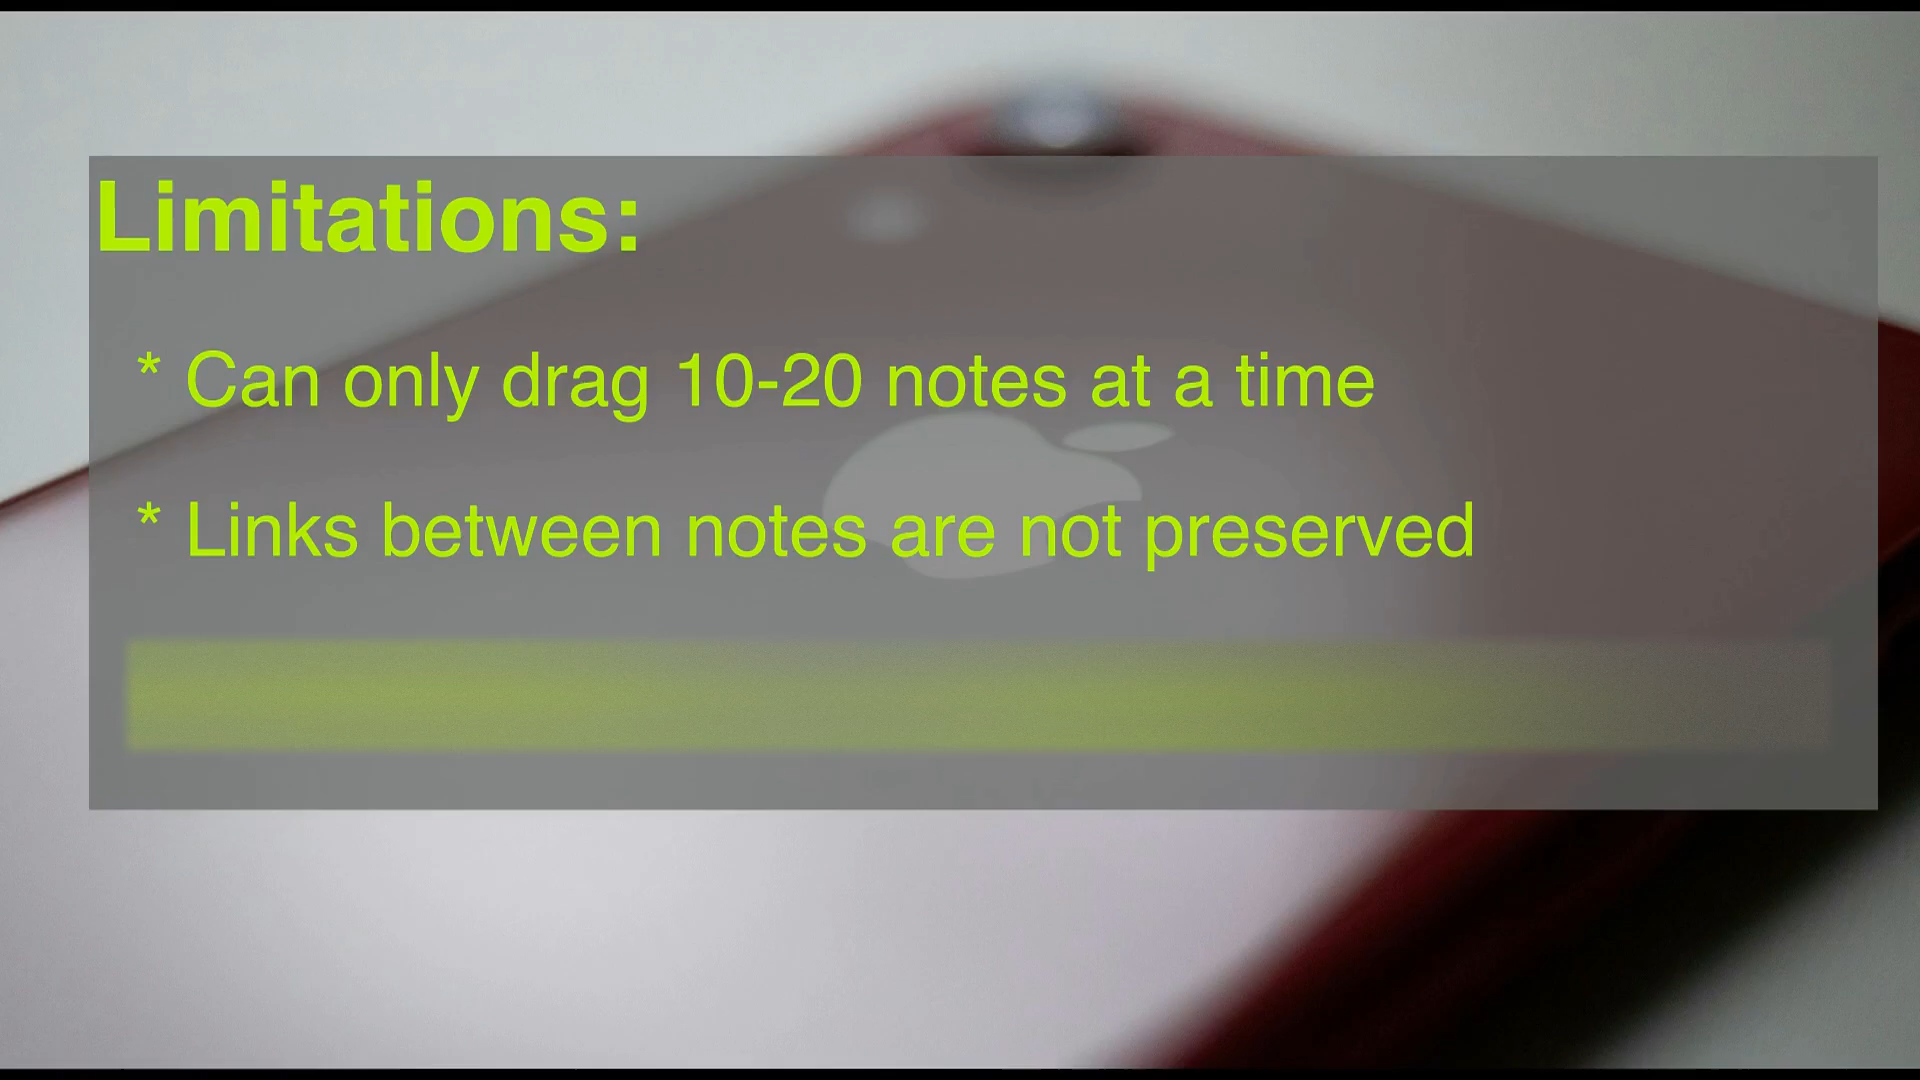 Limitations:
* Can only drag 10-20 notes at a time
* Links between notes are not preserved